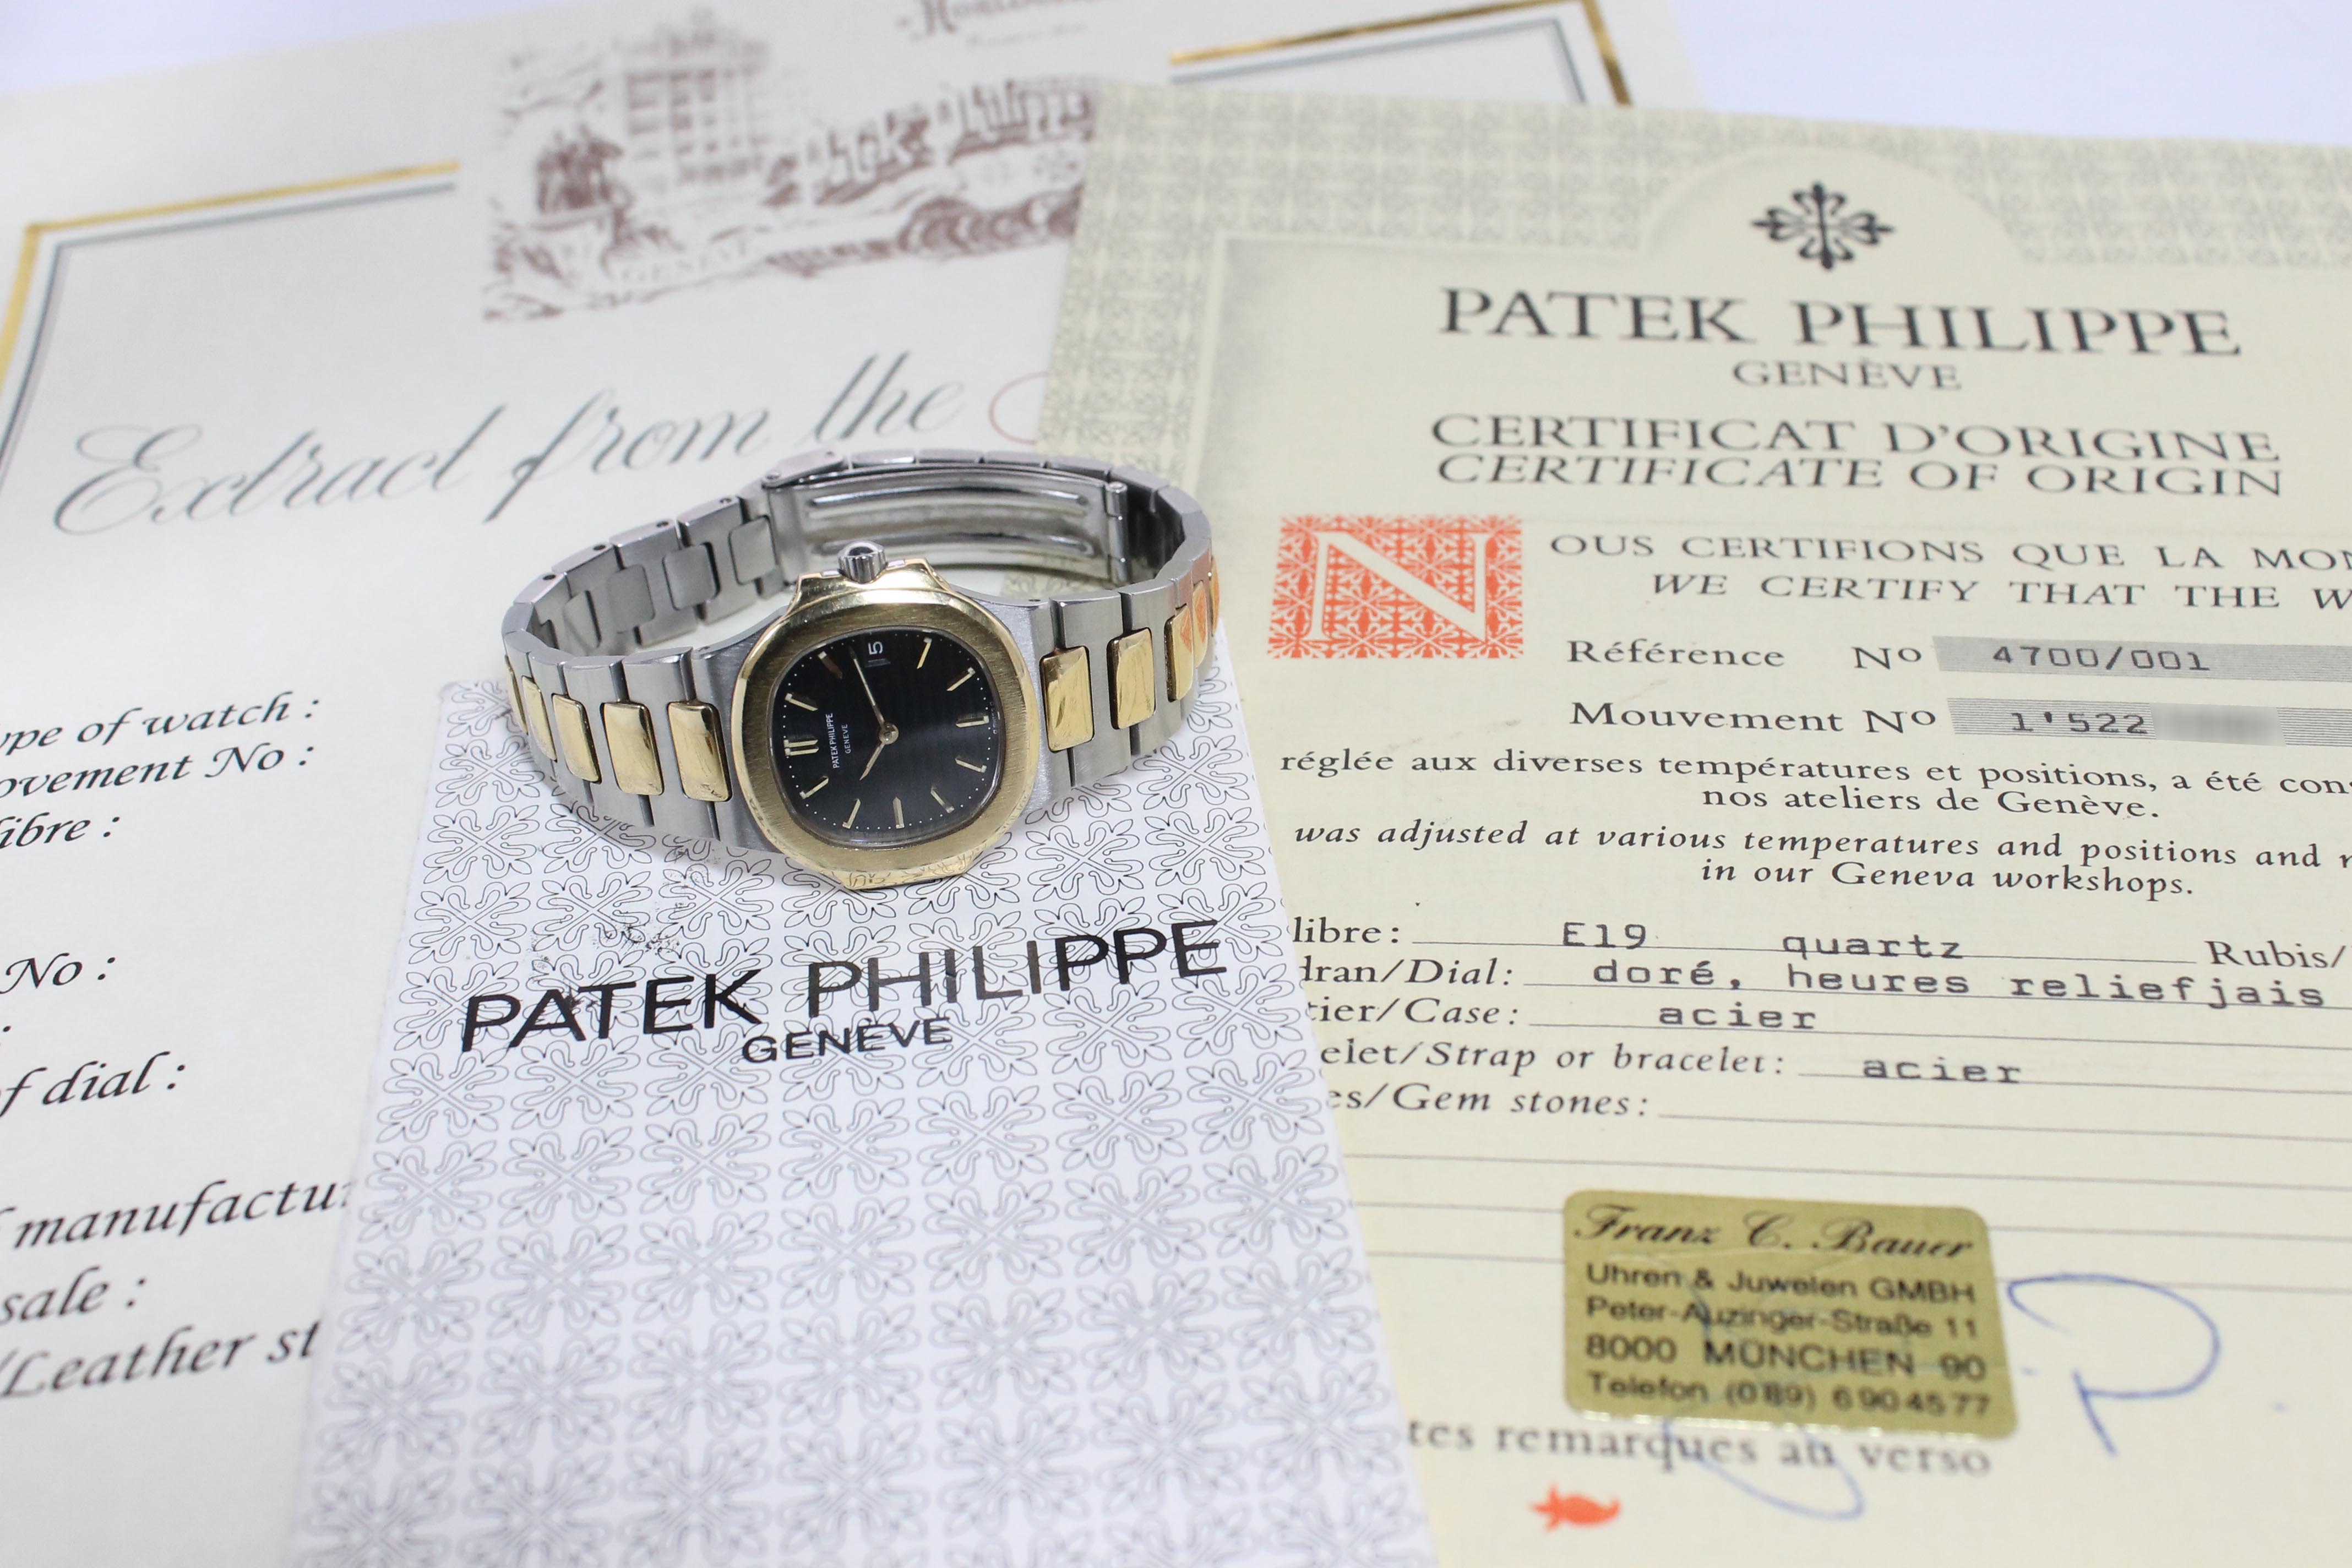 Extract from the
ype of watch :
ovement No :
ibre :
No :
f dial :
manufactu
sale :
/Leather st
15
PATEK PHILIPPE
GENEVE
PATEK PHILIPPE
GENEVE
PATEK PHILIPPE
GENÈVE
CERTIFICAT D'ORIGINE
CERTIFICATE OF ORIGIN
N
OUS CERTIFIONS QUE LA MON
WE CERTIFY THAT THE W
Référence No 4700/001
Mouvement No 1'522
réglée aux diverses températures et positions, a été con
nos ateliers de Genève.
was adjusted at various temperatures and positions and
in our Geneva workshops.
libre: E19 quartz Rubis/
dran/Dial: doré, heures reliefjais
tier/Case: acier
elet/Strap or bracelet: acier
es/Gem stones:
Franz C. Bauer
Uhren & Juwelen GMBH
Peter-Auzinger-Straße 11
8000 MÜNCHEN 90
Telefon (089) 6904577
tes remarques au verso